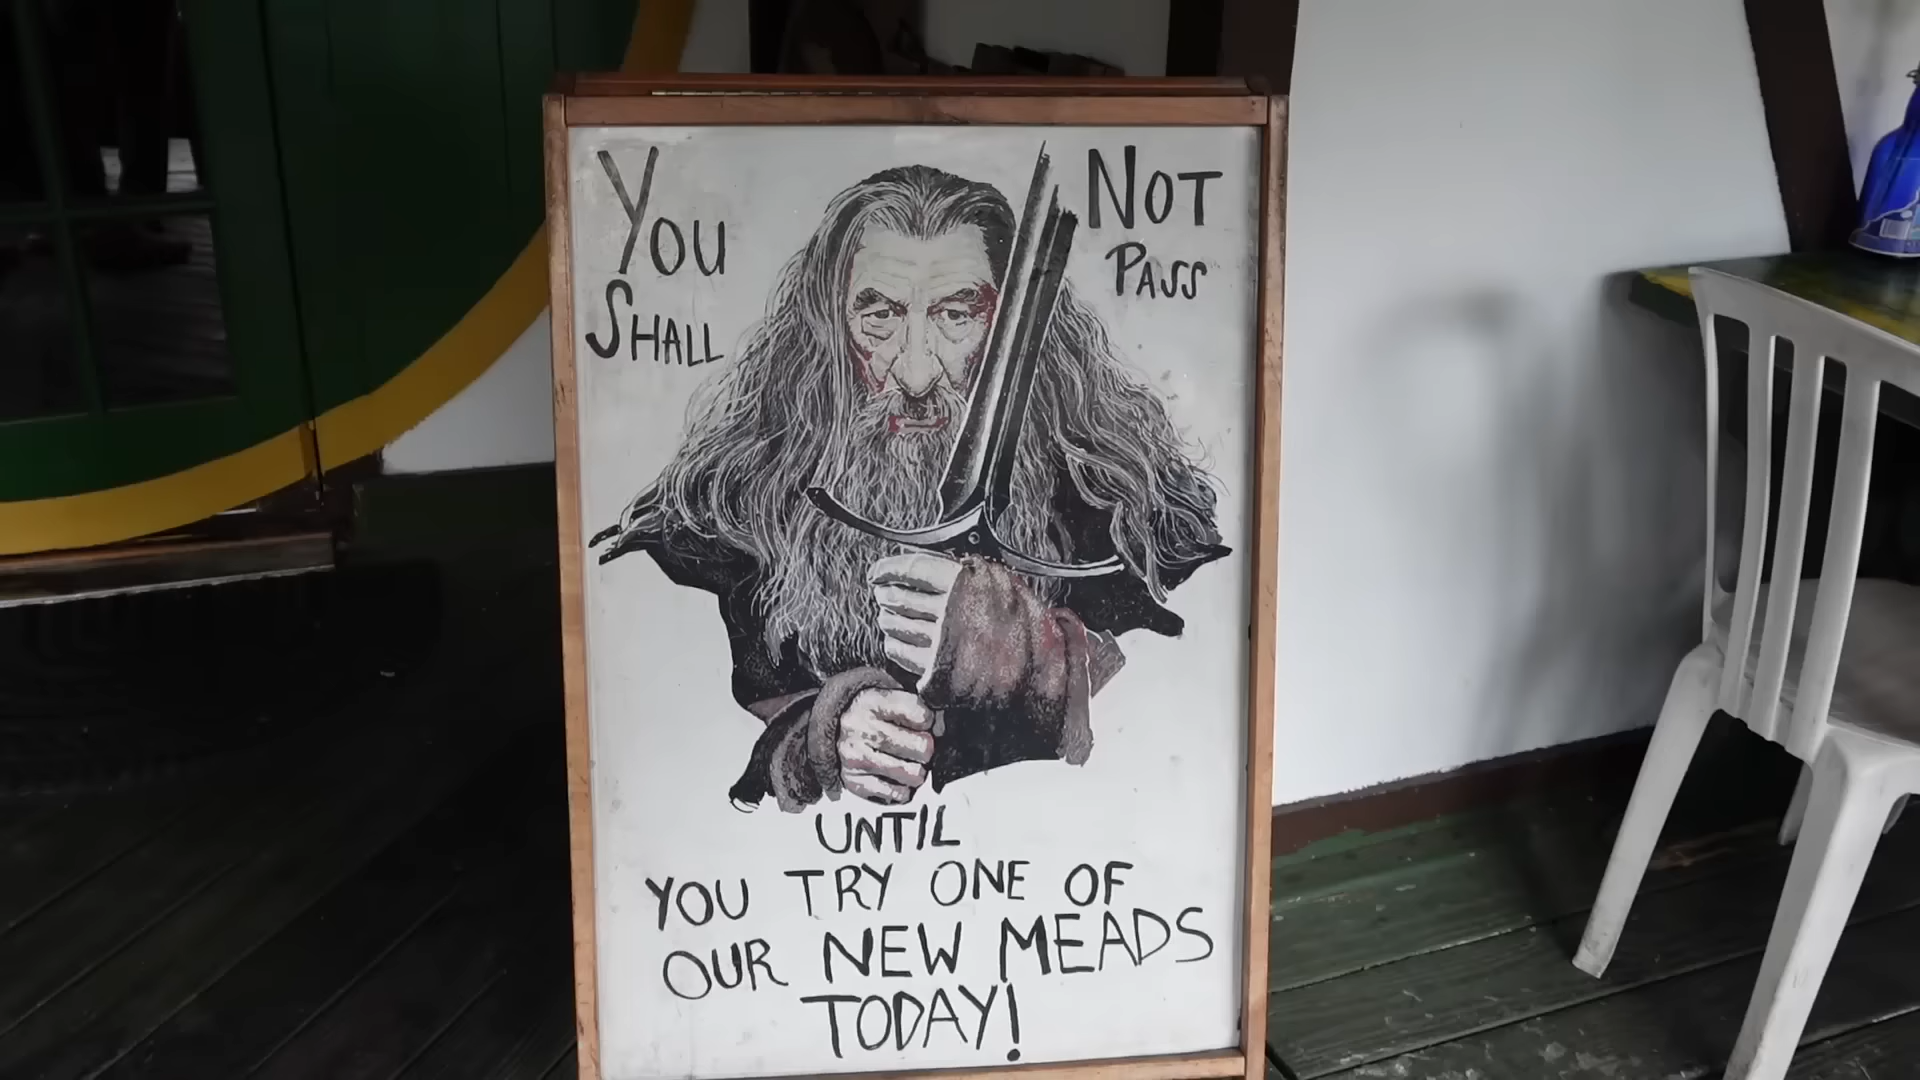 You
Shall
Not
Pass
UNTIL
YOU TRY ONE OF
OUR NEW MEADS
TODAY!